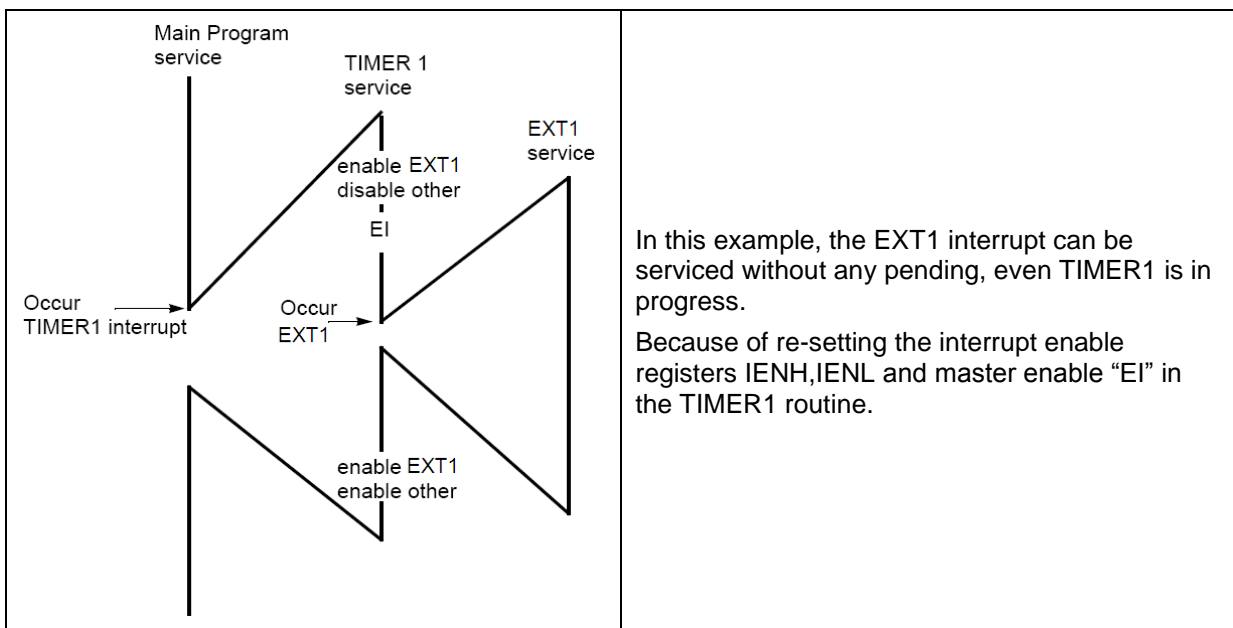 Main Program
service
TIMER 1
service
EXT1
service
enable EXT1
disable other
EI
Occur
TIMER1 interrupt
Occur
EXT1
enable EXT1
enable other
In this example, the EXT1 interrupt can be
serviced without any pending, even TIMER1 is in
progress.
Because of re-setting the interrupt enable
registers IENH,IENL and master enable “EI” in
the TIMER1 routine.